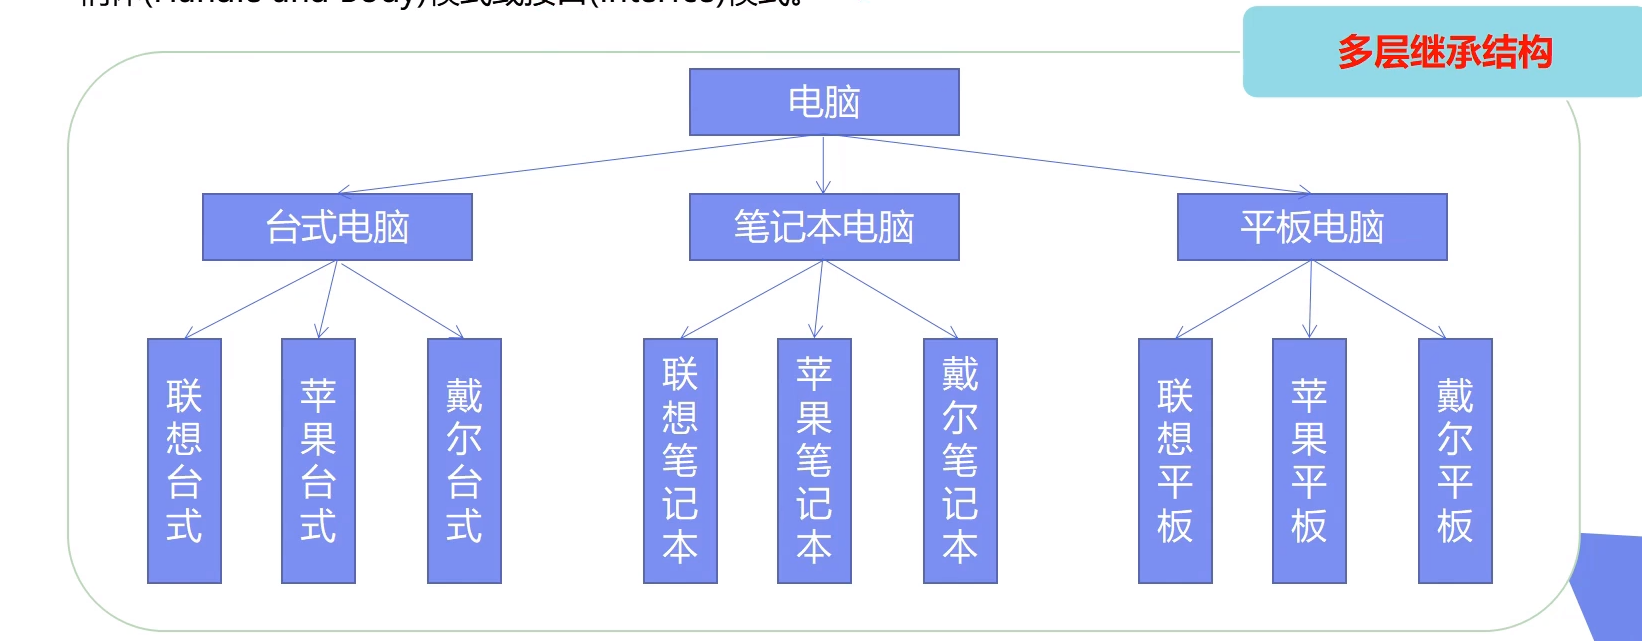 柄体(Handle and Body)模式或接口(Interfce)模式。
多层继承结构
电脑
台式电脑
笔记本电脑
平板电脑
联想台式
苹果台式
戴尔台式
联想笔记本
苹果笔记本
戴尔笔记本
联想平板
苹果平板
戴尔平板